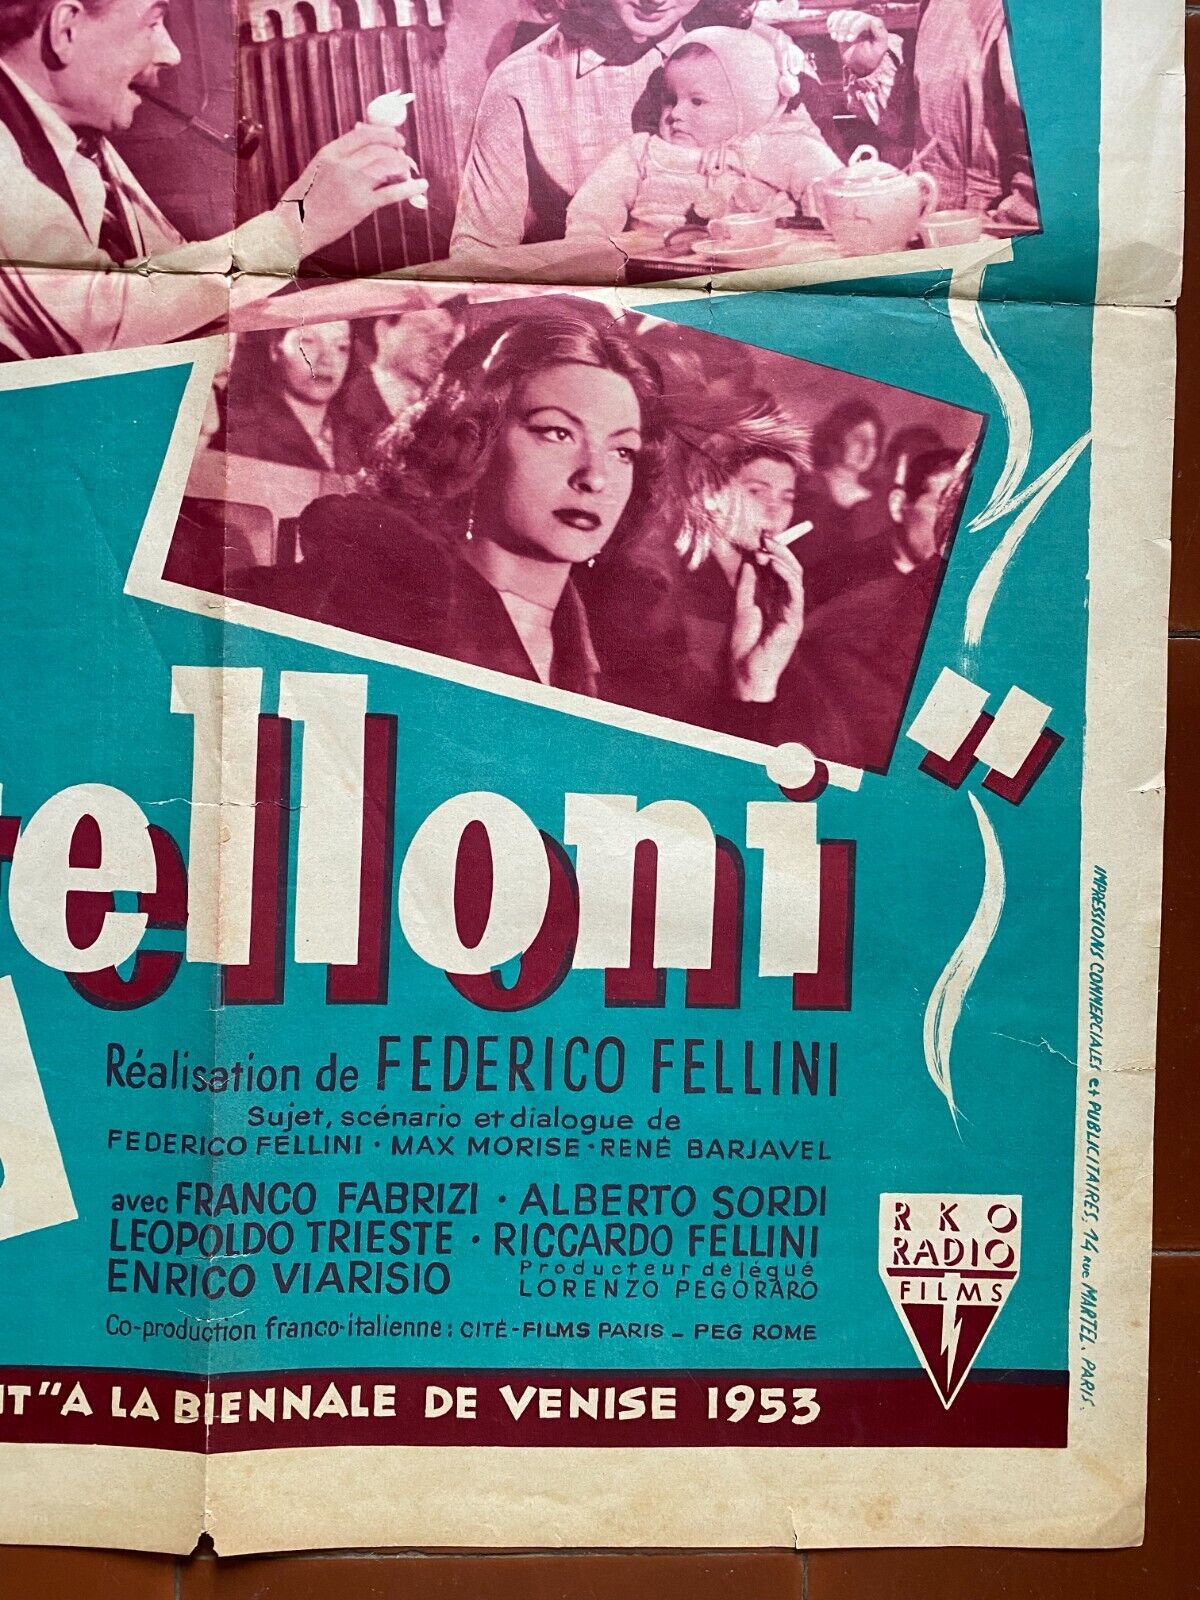 elloni"
Réalisation de FEDERICO FELLINI
Sujet, scénario et dialogue de
FEDERICO FELLINI · MAX MORISE · RENÉ BARJAVEL
avec FRANCO FABRIZI · ALBERTO SORDI
LEOPOLDO TRIESTE · RICCARDO FELLINI
ENRICO VIARISIO
Producteur délégué
LORENZO PEGORARO
Co-production franco-italienne : CITÉ-FILMS PARIS _ PEG ROME
RKO
RADIO
FILMS
NT" A LA BIENNALE DE VENISE 1953
IMPRESSIONS COMMERCIALES et PUBLICITAIRES, 14 rue MARTEL, PARIS.